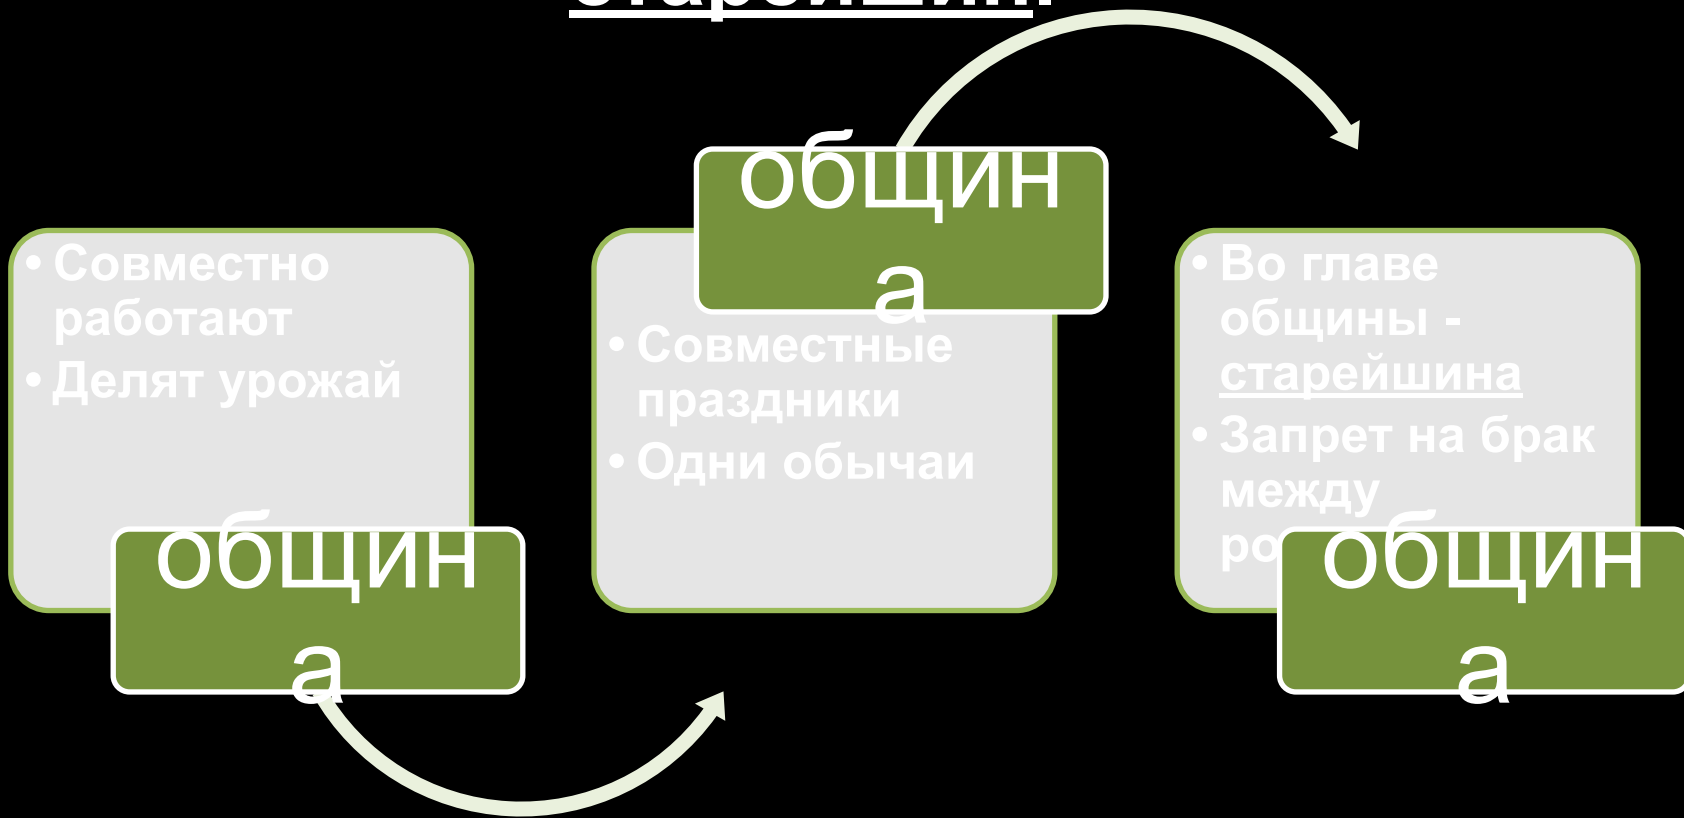 старейшин.
• Совместно
работают
• Делят урожай
общин
а
общин
а
• Совместные
праздники
• Одни обычаи
• Во главе
общины -
старейшина
• Запрет на брак
между
общин
а